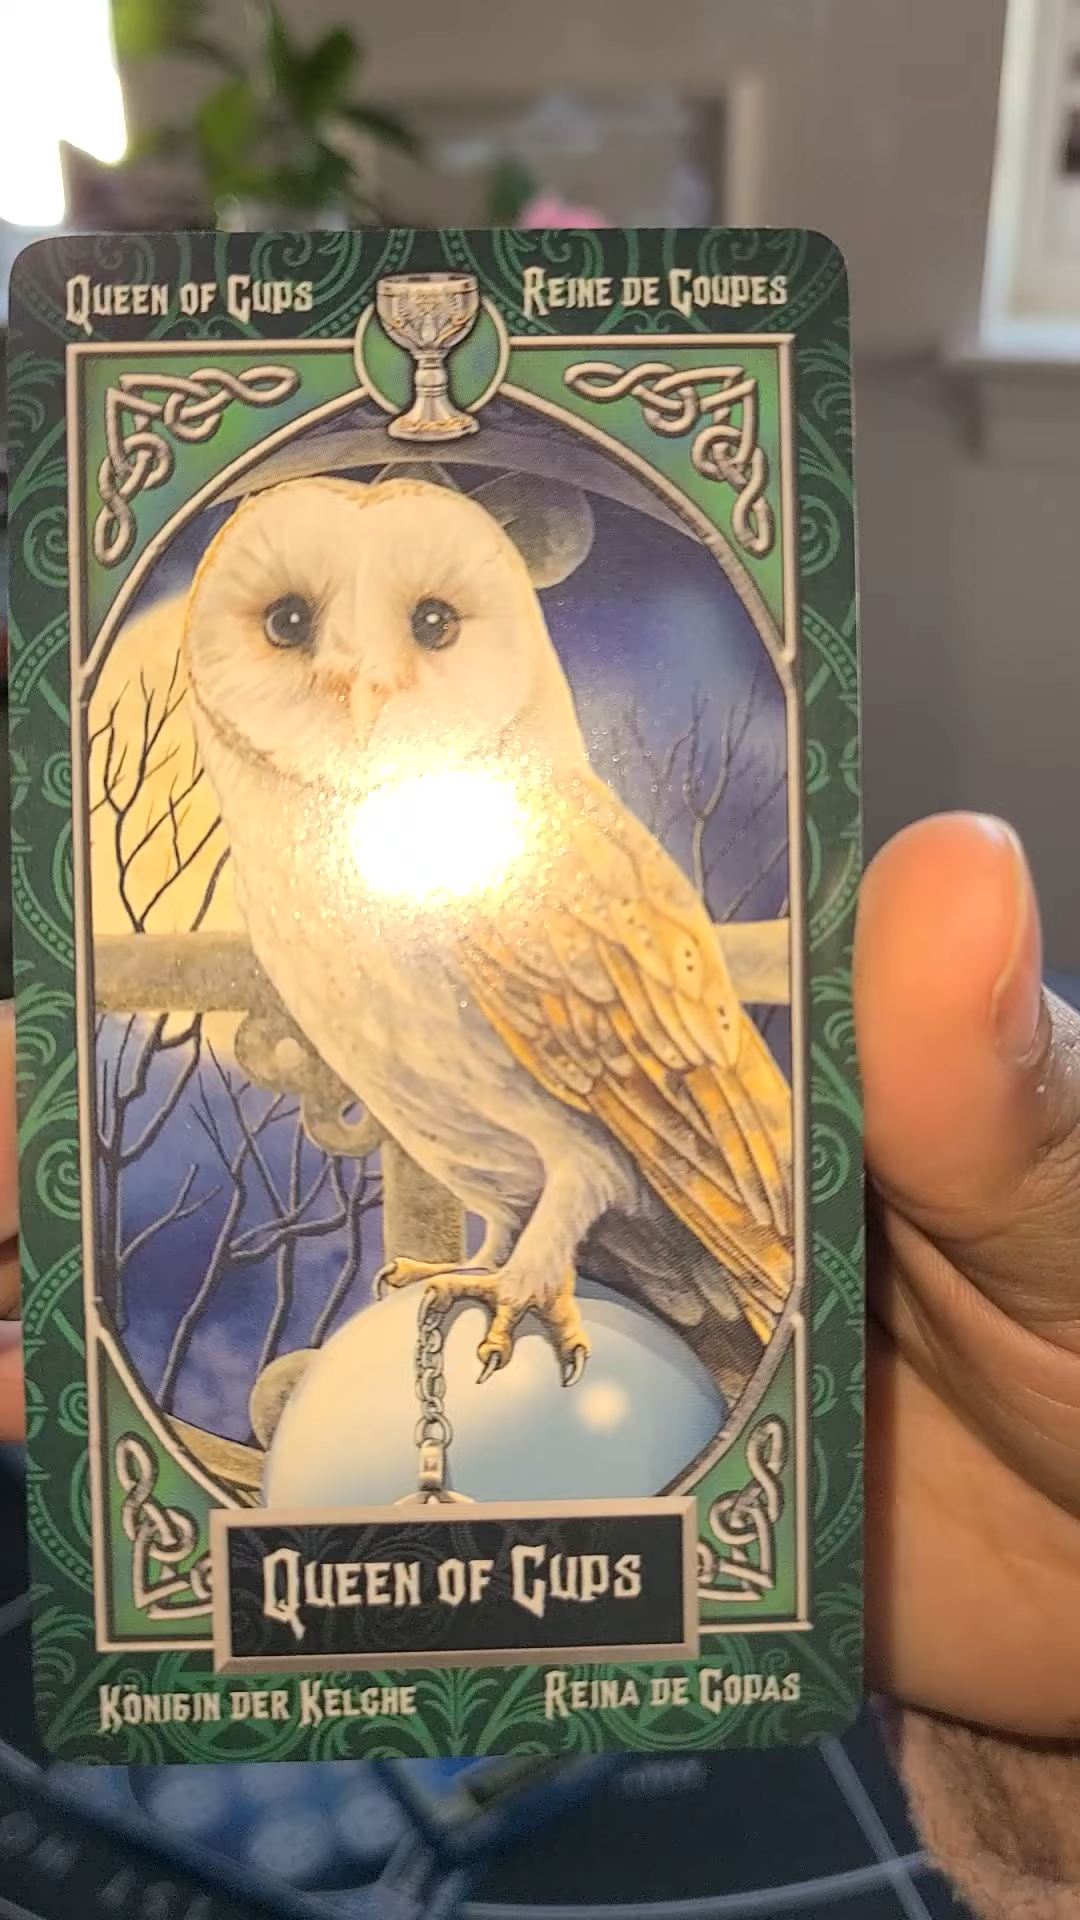 Queen of Cups
Reine de Coupes
Queen of Cups
Königin der Kelche
Reina de Copas